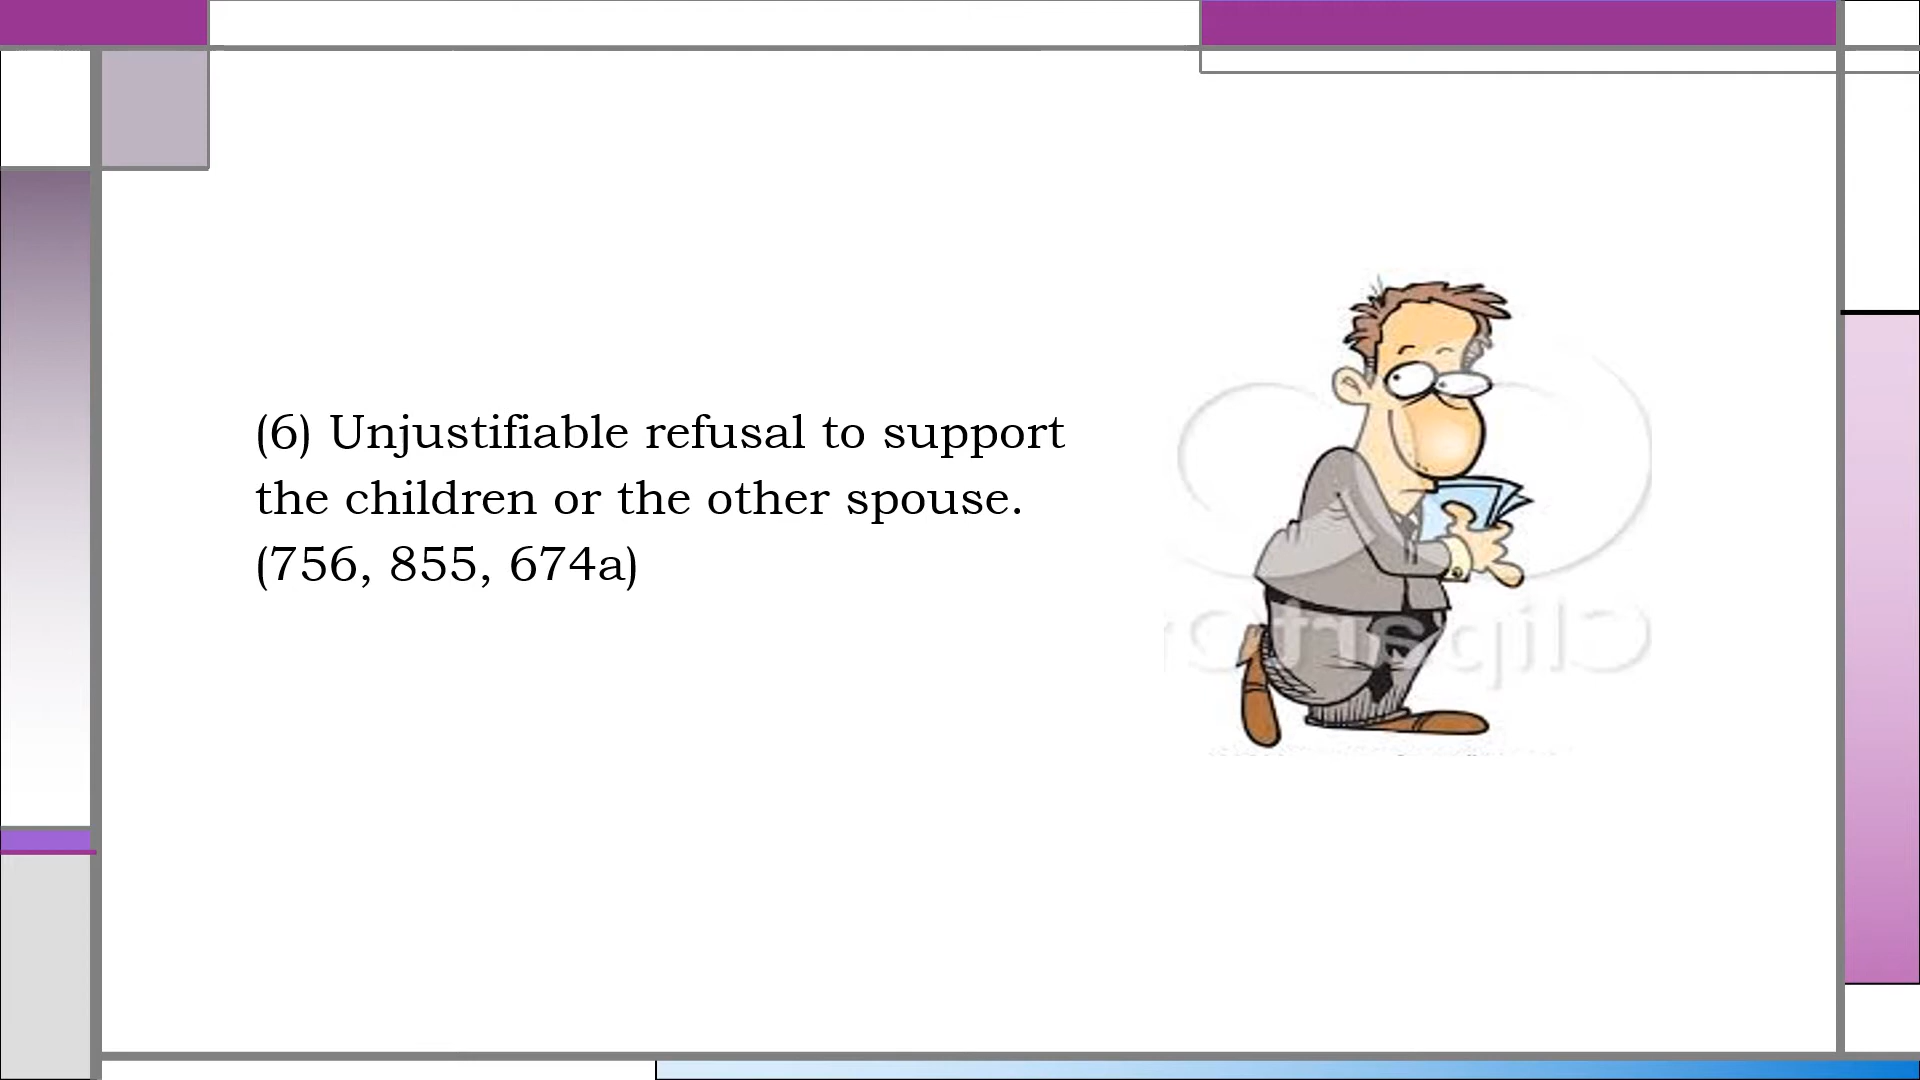 (6) Unjustifiable refusal to support
the children or the other spouse.
(756, 855, 674a)